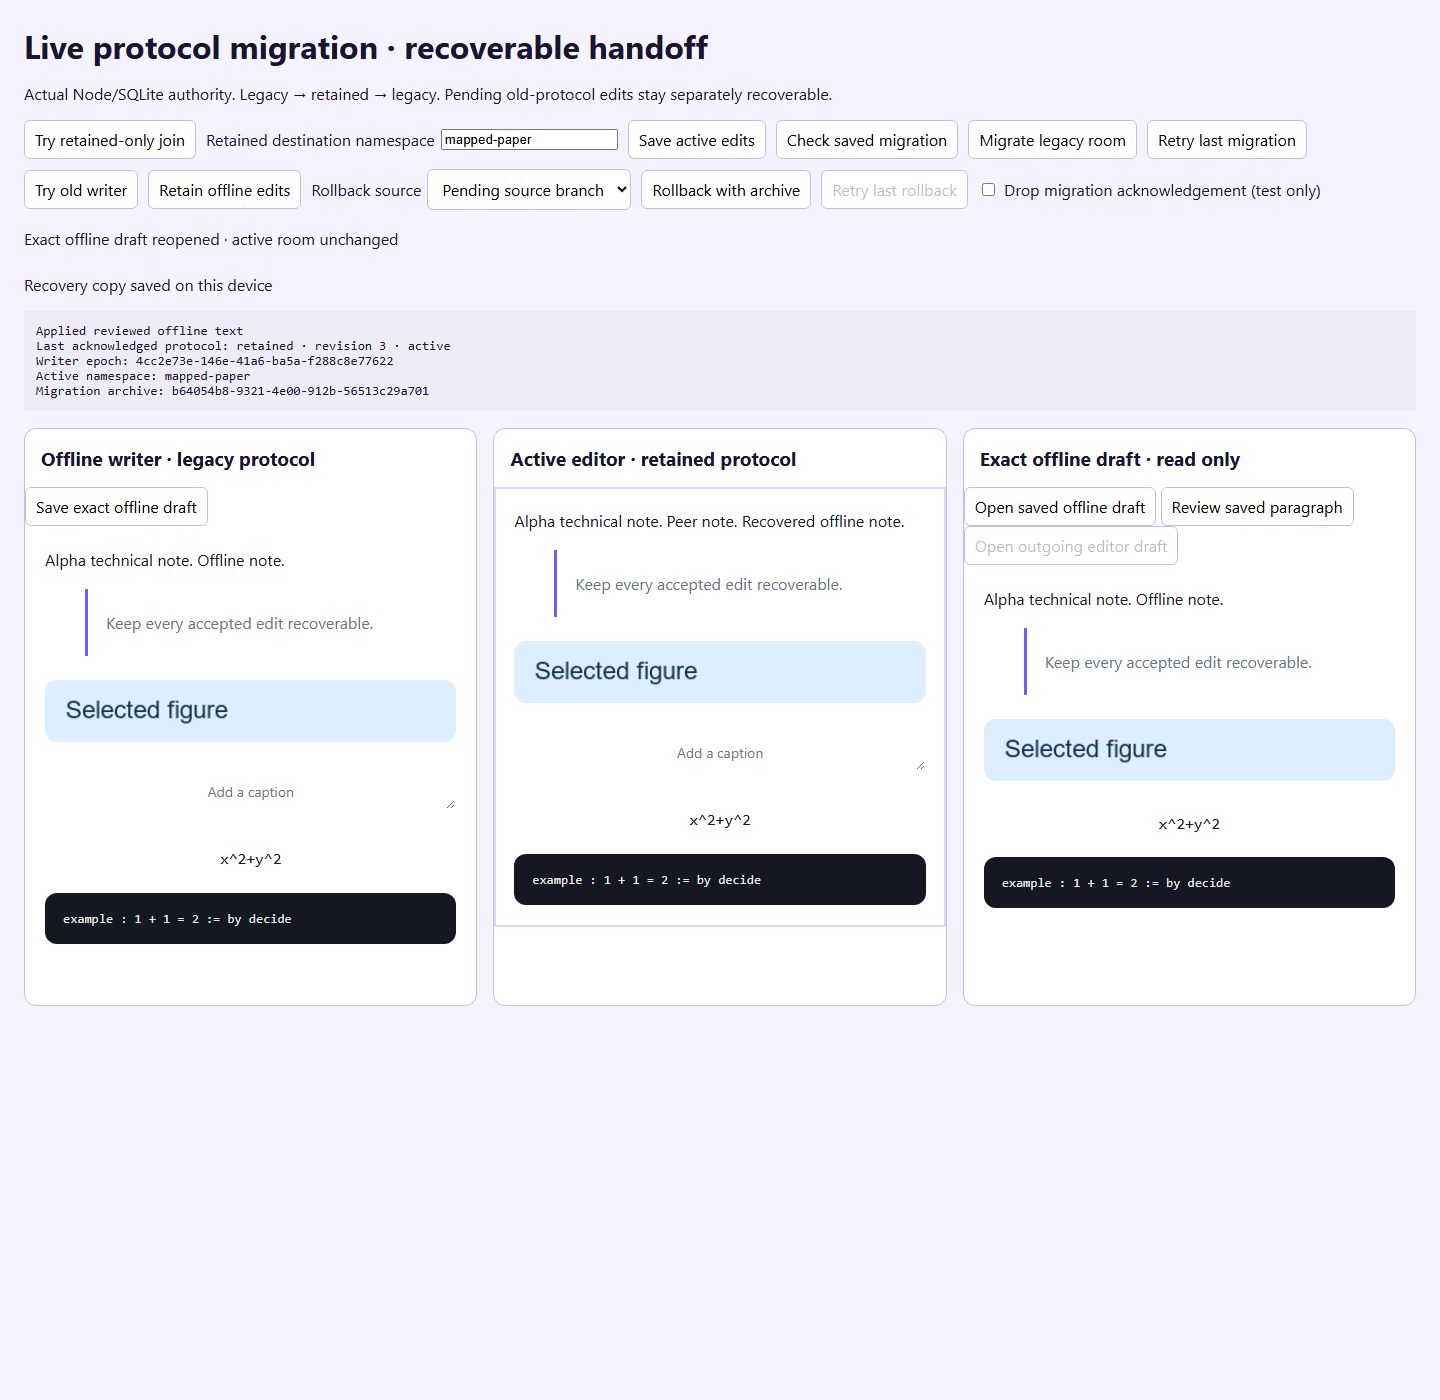 Live protocol migration · recoverable handoff
Actual Node/SQLite authority. Legacy → retained → legacy. Pending old-protocol edits stay separately recoverable.
Try retained-only join Retained destination namespace mapped-paper Save active edits Check saved migration Migrate legacy room Retry last migration
Try old writer Retain offline edits Rollback source Pending source branch Rollback with archive Retry last rollback Drop migration acknowledgement (test only)
Exact offline draft reopened · active room unchanged
Recovery copy saved on this device
Applied reviewed offline text
Last acknowledged protocol: retained · revision 3 · active
Writer epoch: 4cc2e73e-146e-41a6-ba5a-f288c8e77622
Active namespace: mapped-paper
Migration archive: b64054b8-9321-4e00-912b-56513c29a701
Offline writer · legacy protocol
Save exact offline draft
Alpha technical note. Offline note.
Keep every accepted edit recoverable.
Selected figure
Add a caption
x^2+y^2
example : 1 + 1 = 2 := by decide
Active editor · retained protocol
Alpha technical note. Peer note. Recovered offline note.
Keep every accepted edit recoverable.
Selected figure
Add a caption
x^2+y^2
example : 1 + 1 = 2 := by decide
Exact offline draft · read only
Open saved offline draft Review saved paragraph
Open outgoing editor draft
Alpha technical note. Offline note.
Keep every accepted edit recoverable.
Selected figure
x^2+y^2
example : 1 + 1 = 2 := by decide